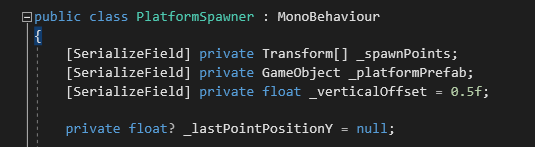 public class PlatformSpawner : MonoBehaviour
{
[SerializeField] private Transform[] _spawnPoints;
[SerializeField] private GameObject _platformPrefab;
[SerializeField] private float _verticalOffset = 0.5f;
private float? _lastPointPositionY = null;